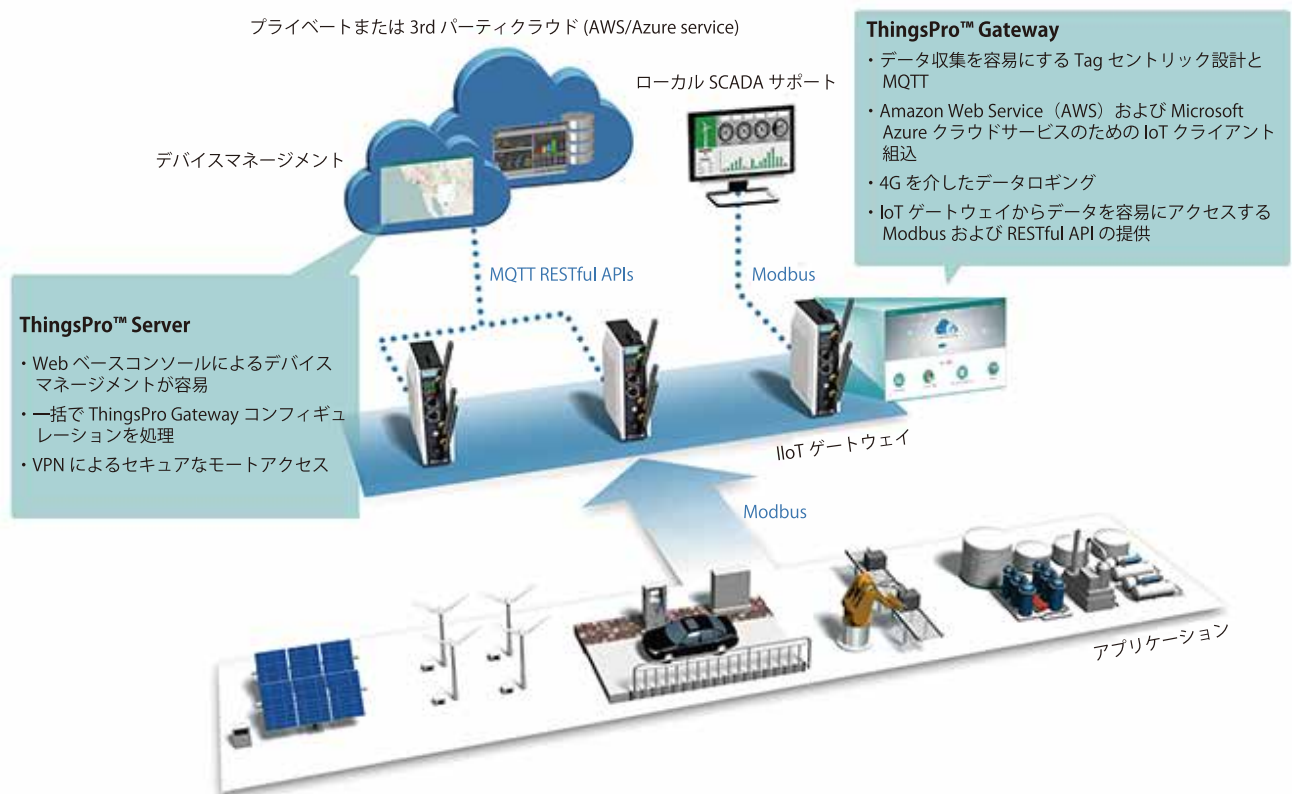 プライベートまたは 3rd パーティクラウド (AWS/Azure service)
ローカル SCADA サポート
デバイスマネージメント
ThingsPro™ Gateway
・データ収集を容易にする Tag セントリック設計と
MQTT
・Amazon Web Service（AWS）および Microsoft
Azure クラウドサービスのための IoT クライアント
組込
・4G を介したデータロギング
・IoT ゲートウェイからデータを容易にアクセスする
Modbus および RESTful API の提供
MQTT RESTful APIs
Modbus
ThingsPro™ Server
・Web ベースコンソールによるデバイス
マネージメントが容易
・一括で ThingsPro Gateway コンフィギュ
レーションを処理
・VPN によるセキュアなモートアクセス
IIoT ゲートウェイ
Modbus
アプリケーション